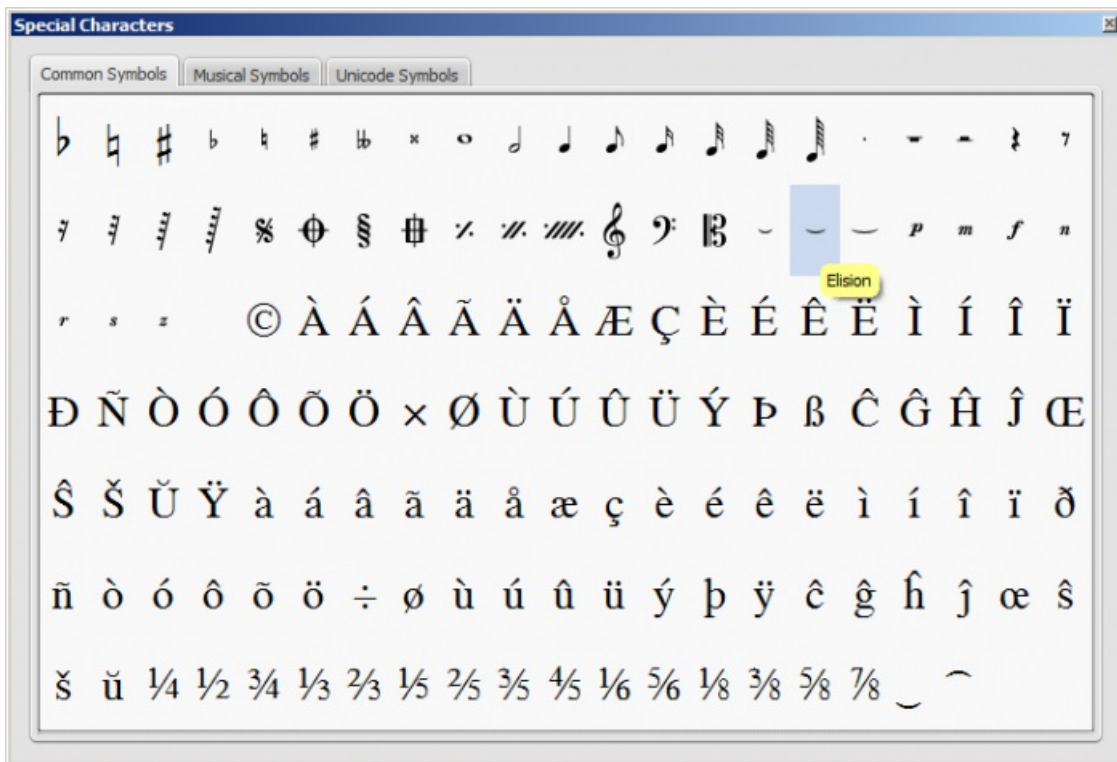 Special Characters
Common Symbols Musical Symbols Unicode Symbols
♭ ♮ ♯ ♭ ♮ ♯ 𝄫 𝄪 𝅝 𝅗𝅥 𝅘𝅥 𝅘𝅥𝅮 𝅘𝅥𝅯 𝅘𝅥𝅰 𝅘𝅥𝅱 𝅘𝅥𝅲 . 𝄻 𝄼 𝄽 𝄾
𝄿 𝅀 𝅁 𝅂 𝄋 𝄌 § 𝄎 𝄏 𝄞 𝄢 𝄡 ‿ ‿ ‿ p m f n
Elision
r s z © À Á Â Ã Ä Å Æ Ç È É Ê Ë Ì Í Î Ï
Ð Ñ Ò Ó Ô Õ Ö × Ø Ù Ú Û Ü Ý Þ ß Ĉ Ĝ Ĥ Ĵ Œ
Ŝ Š Ŭ Ÿ à á â ã ä å æ ç è é ê ë ì í î ï ð
ñ ò ó ô õ ö ÷ ø ù ú û ü ý þ ÿ ĉ ĝ ĥ ĵ œ ŝ
š ŭ ¼ ½ ¾ ⅓ ⅔ ⅕ ⅖ ⅗ ⅘ ⅙ ⅚ ⅛ ⅜ ⅝ ⅞ ‿ ⁀